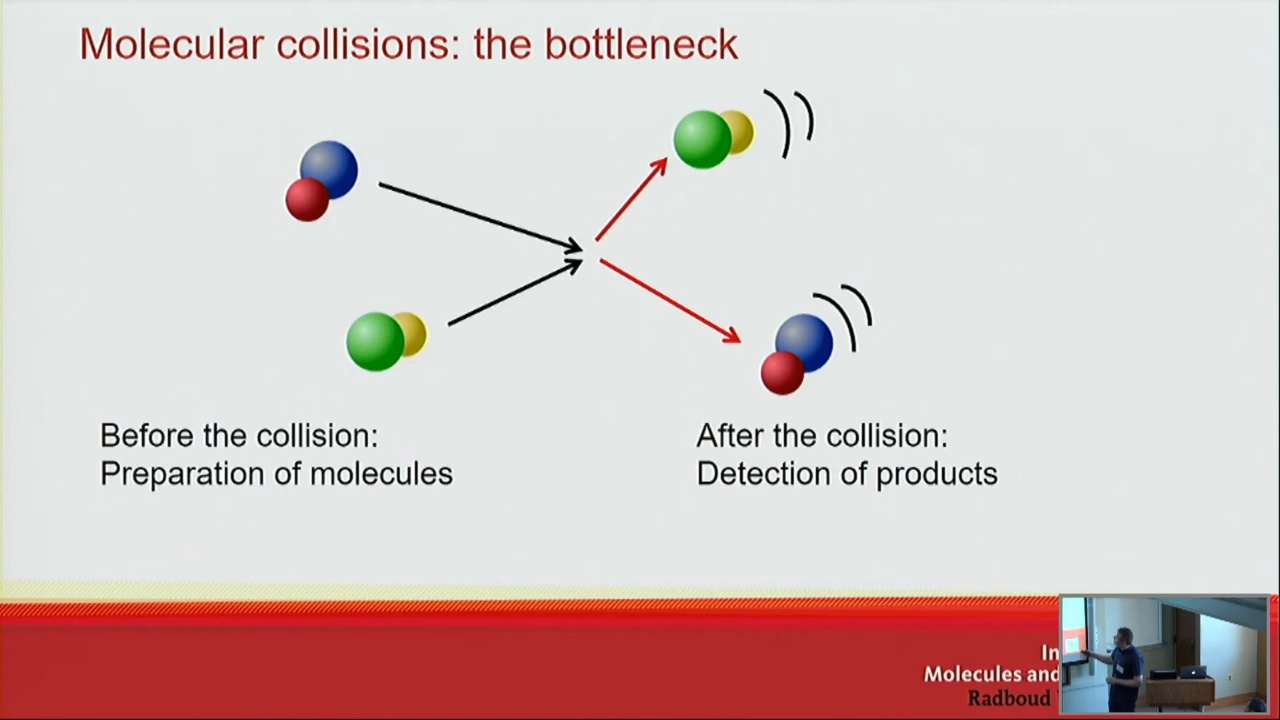 Molecular collisions: the bottleneck
Before the collision:
Preparation of molecules
After the collision:
Detection of products
In
Molecules and
Radboud